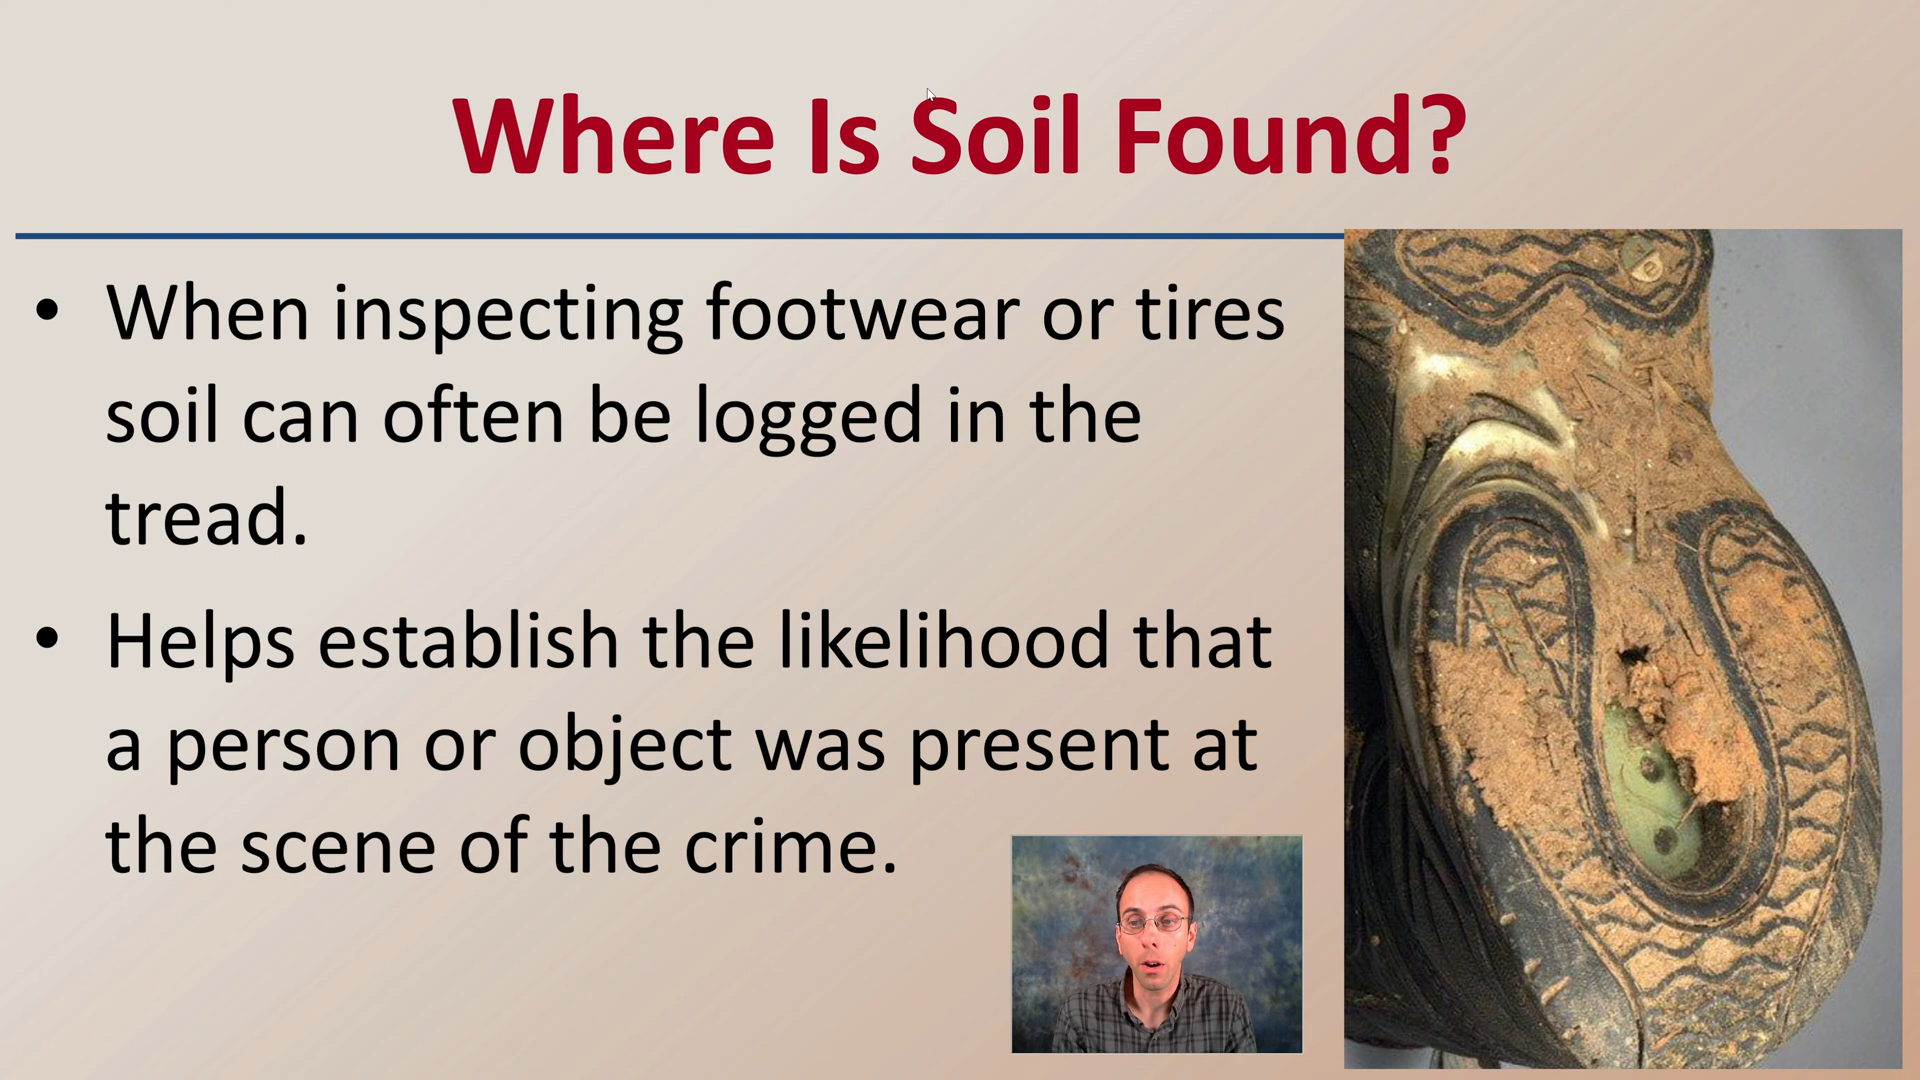 Where Is Soil Found?
• When inspecting footwear or tires
soil can often be logged in the
tread.
• Helps establish the likelihood that
a person or object was present at
the scene of the crime.